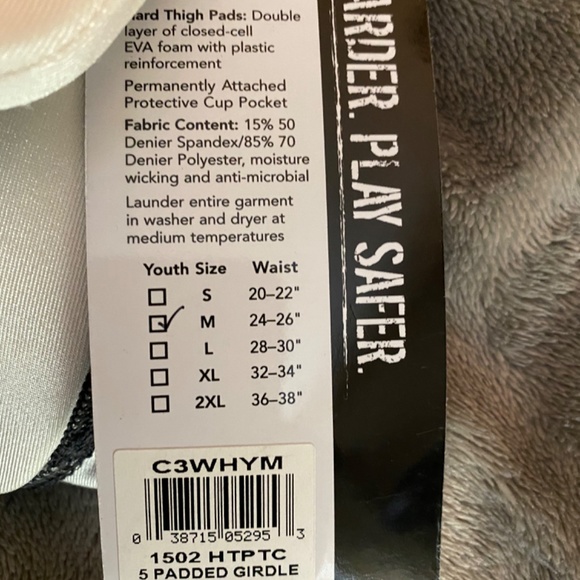 Hard Thigh Pads: Double
layer of closed-cell
EVA foam with plastic
reinforcement
Permanently Attached
Protective Cup Pocket
Fabric Content: 15% 50
Denier Spandex/85% 70
Denier Polyester, moisture
wicking and anti-microbial
Launder entire garment
in washer and dryer at
medium temperatures
Youth Size Waist
S 20–22"
M 24–26"
L 28–30"
XL 32–34"
2XL 36–38"
C3WHYM
0 38715 05295 3
1502 HTPTC
5 PADDED GIRDLE
ARDER. PLAY SAFER.